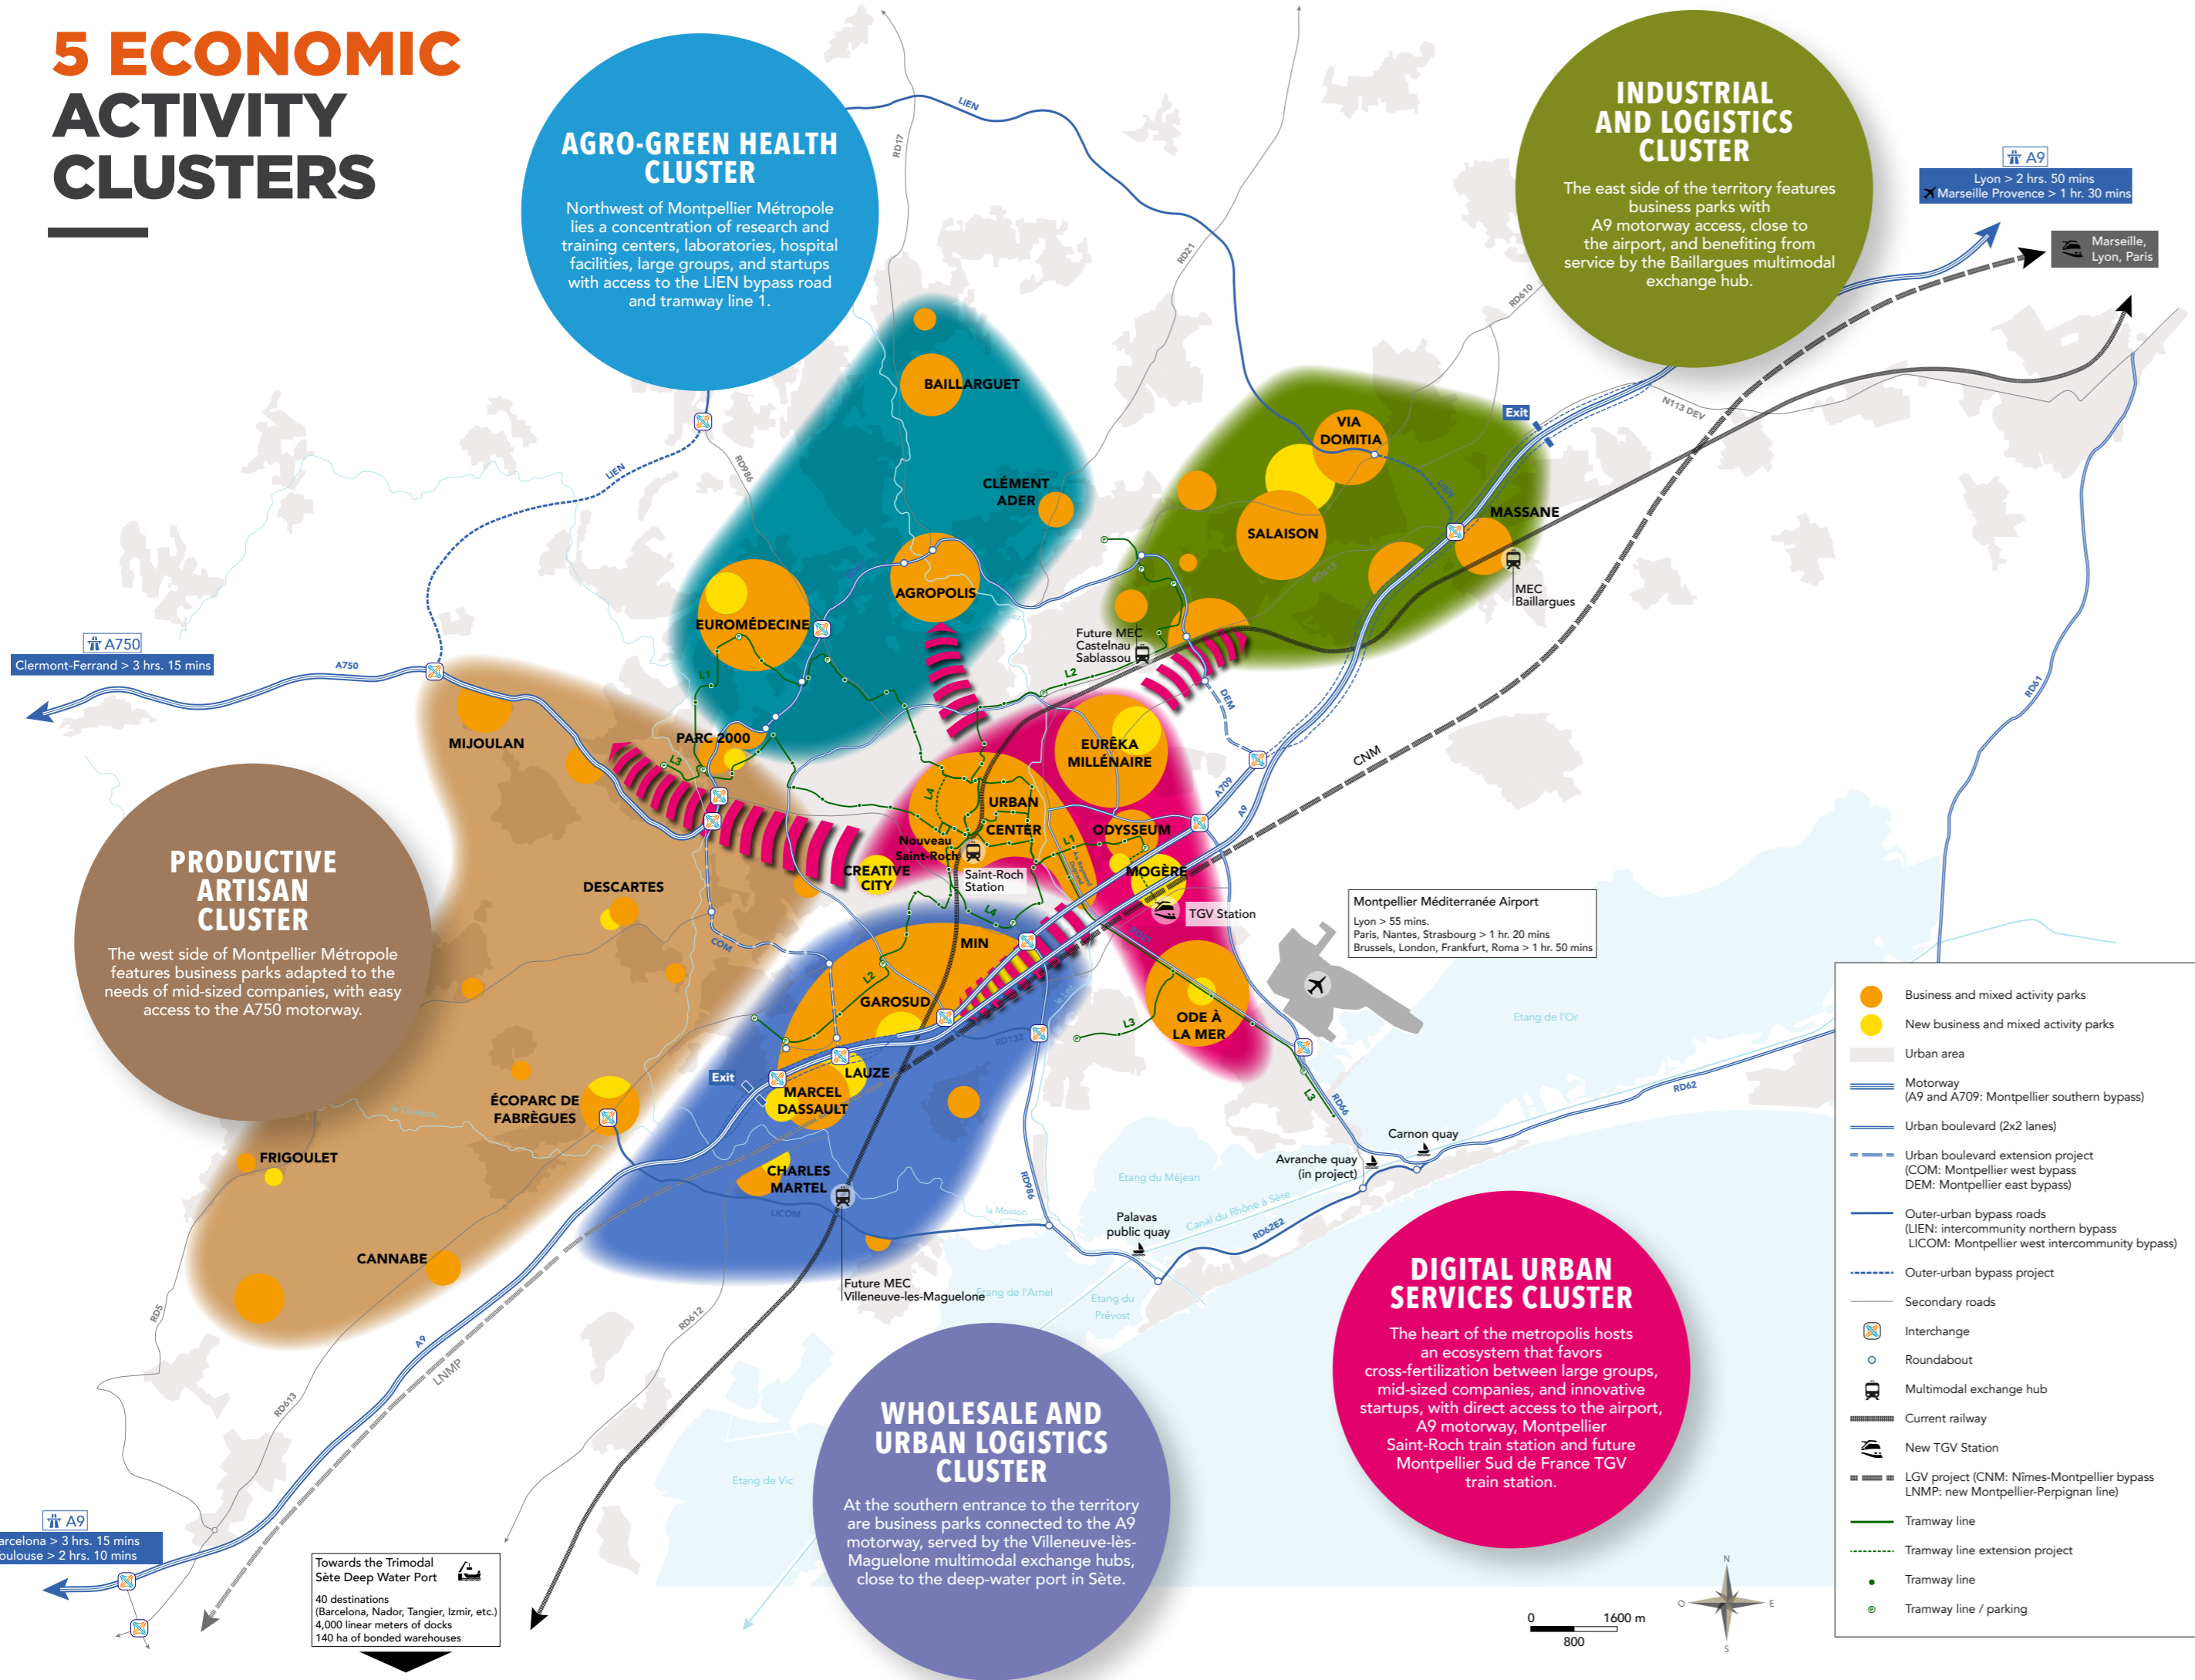 5 ECONOMIC
ACTIVITY
CLUSTERS
AGRO-GREEN HEALTH
CLUSTER
Northwest of Montpellier Métropole
lies a concentration of research and
training centers, laboratories, hospital
facilities, large groups, and startups
with access to the LIEN bypass road
and tramway line 1.
INDUSTRIAL
AND LOGISTICS
CLUSTER
The east side of the territory features
business parks with
A9 motorway access, close to
the airport, and benefiting from
service by the Baillargues multimodal
exchange hub.
A9
Lyon > 2 hrs. 50 mins
Marseille Provence > 1 hr. 30 mins
Marseille,
Lyon, Paris
LIEN
RD17
RD21
RD610
N113 DEV
Exit
BAILLARGUET
VIA
DOMITIA
CLÉMENT
ADER
LIEN
RD986
LIEN
MASSANE
SALAISON
RD613
AGROPOLIS
MEC
Baillargues
EUROMÉDECINE
Future MEC
Castelnau
Sablassou
A750
Clermont-Ferrand > 3 hrs. 15 mins
A750
L1
L2
DEM
RD61
MIJOULAN
PARC 2000
L3
EURÊKA
MILLÉNAIRE
CNM
A709
A9
L4
URBAN
CENTER
ODYSSEUM
L1
Nouveau
Saint-Roch
CREATIVE
CITY
Saint-Roch
Station
MOGÈRE
TGV Station
PRODUCTIVE
ARTISAN
CLUSTER
The west side of Montpellier Métropole
features business parks adapted to the
needs of mid-sized companies, with easy
access to the A750 motorway.
DESCARTES
L4
MIN
COM
RD21
Montpellier Méditerranée Airport
Lyon > 55 mins.
Paris, Nantes, Strasbourg > 1 hr. 20 mins
Brussels, London, Frankfurt, Roma > 1 hr. 50 mins
L2
GAROSUD
le Lez
ODE À
LA MER
L3
RD132
Etang de l'Or
Exit
LAUZE
MARCEL
DASSAULT
ÉCOPARC DE
FABRÈGUES
L3
RD66
RD62
Carnon quay
Avranche quay
(in project)
FRIGOULET
CHARLES
MARTEL
RD986
Etang du Méjean
Canal du Rhône à Sète
LICOM
la Mosson
Palavas
public quay
RD62E2
CANNABE
Future MEC
Villeneuve-les-Maguelone
Etang de l'Arnel
Etang du
Prévost
RD5
RD612
A9
LNMP
RD613
Etang de Vic
DIGITAL URBAN
SERVICES CLUSTER
The heart of the metropolis hosts
an ecosystem that favors
cross-fertilization between large groups,
mid-sized companies, and innovative
startups, with direct access to the airport,
A9 motorway, Montpellier
Saint-Roch train station and future
Montpellier Sud de France TGV
train station.
WHOLESALE AND
URBAN LOGISTICS
CLUSTER
At the southern entrance to the territory
are business parks connected to the A9
motorway, served by the Villeneuve-lès-
Maguelone multimodal exchange hubs,
close to the deep-water port in Sète.
A9
arcelona > 3 hrs. 15 mins
oulouse > 2 hrs. 10 mins
Towards the Trimodal
Sète Deep Water Port
40 destinations
(Barcelona, Nador, Tangier, Izmir, etc.)
4,000 linear meters of docks
140 ha of bonded warehouses
Business and mixed activity parks
New business and mixed activity parks
Urban area
Motorway
(A9 and A709: Montpellier southern bypass)
Urban boulevard (2x2 lanes)
Urban boulevard extension project
(COM: Montpellier west bypass
DEM: Montpellier east bypass)
Outer-urban bypass roads
(LIEN: intercommunity northern bypass
LICOM: Montpellier west intercommunity bypass)
Outer-urban bypass project
Secondary roads
Interchange
Roundabout
Multimodal exchange hub
Current railway
New TGV Station
LGV project (CNM: Nîmes-Montpellier bypass
LNMP: new Montpellier-Perpignan line)
Tramway line
Tramway line extension project
Tramway line
Tramway line / parking
0
1600 m
800
N
O
E
S